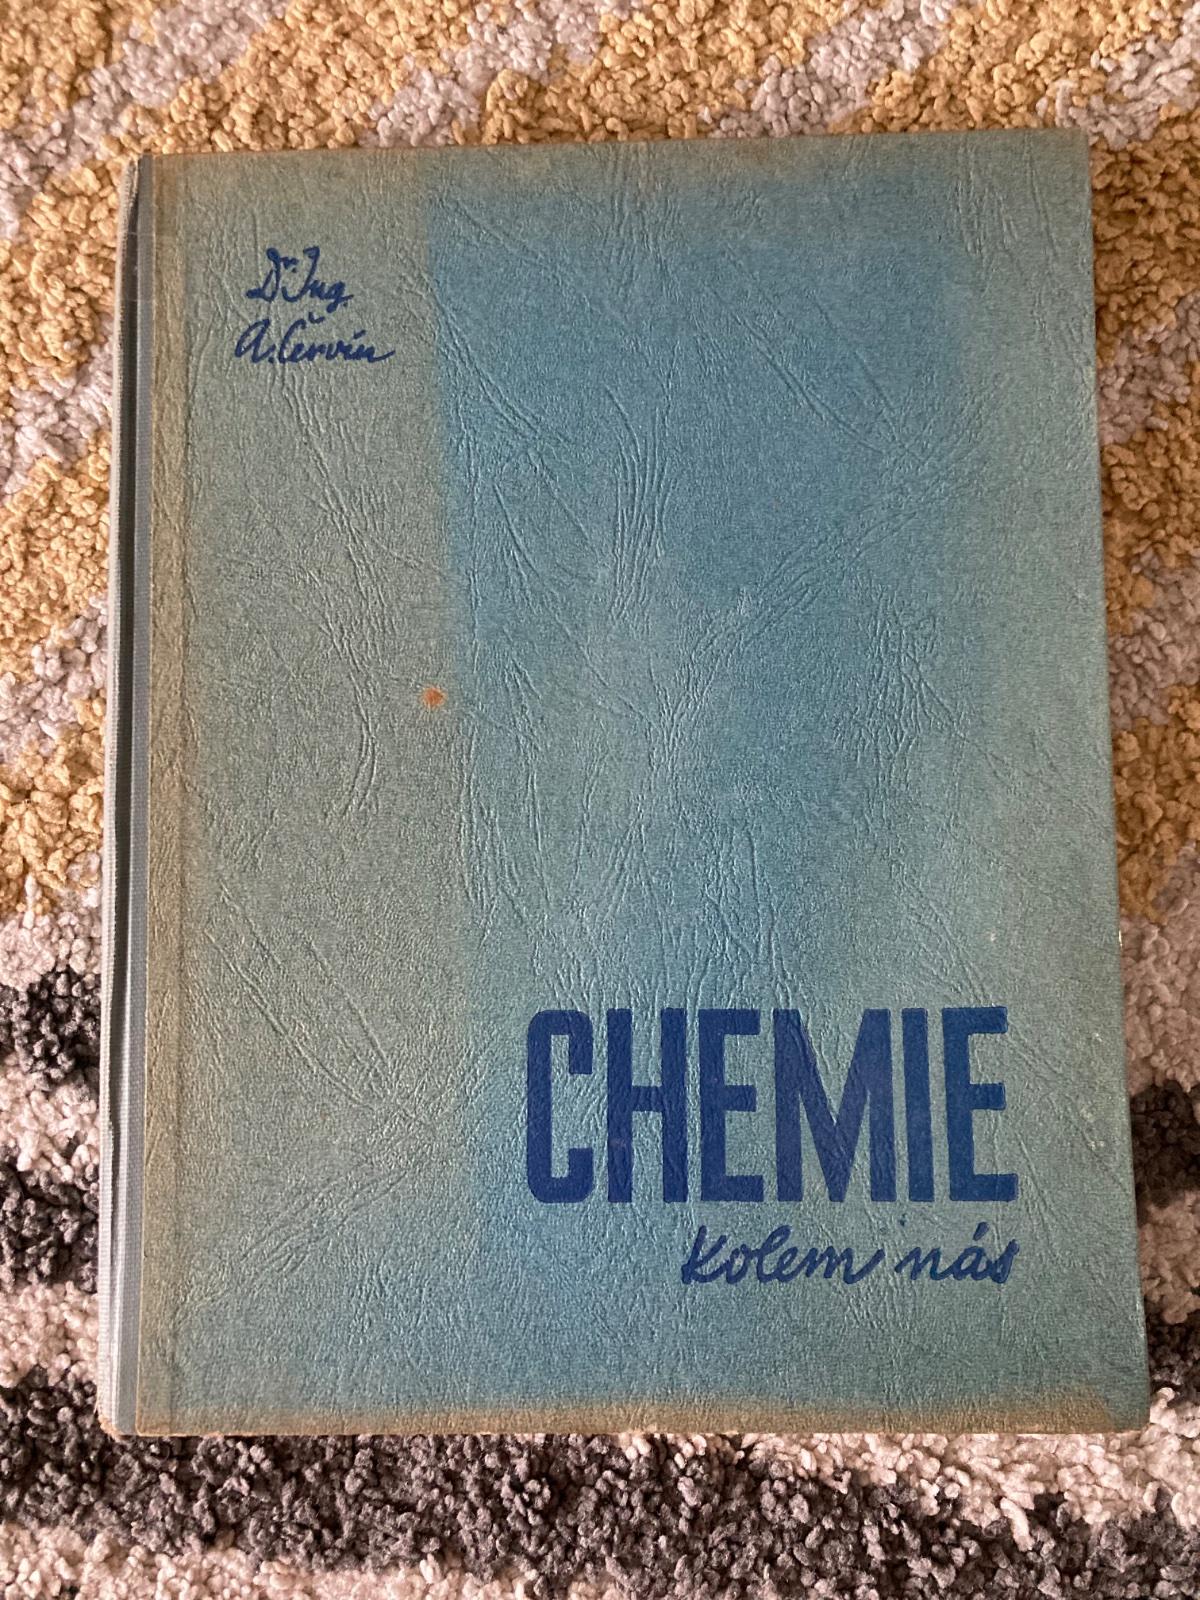 Dr. Ing.
A. Červín
CHEMIE
kolem nás